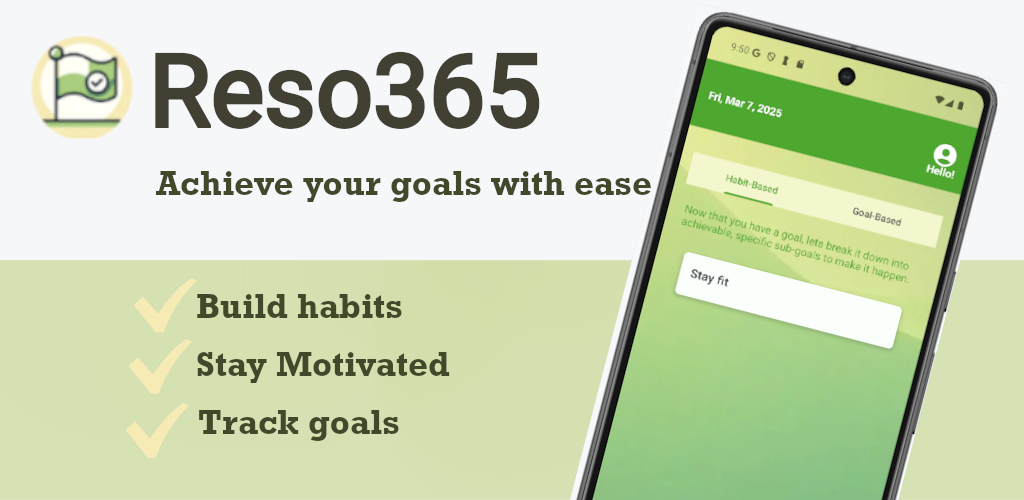 Reso365
Achieve your goals with ease
Build habits
Stay Motivated
Track goals
9:50 G
Fri, Mar 7, 2025
Hello!
Habit-Based
Goal-Based
Now that you have a goal, lets break it down into
achievable, specific sub-goals to make it happen.
Stay fit